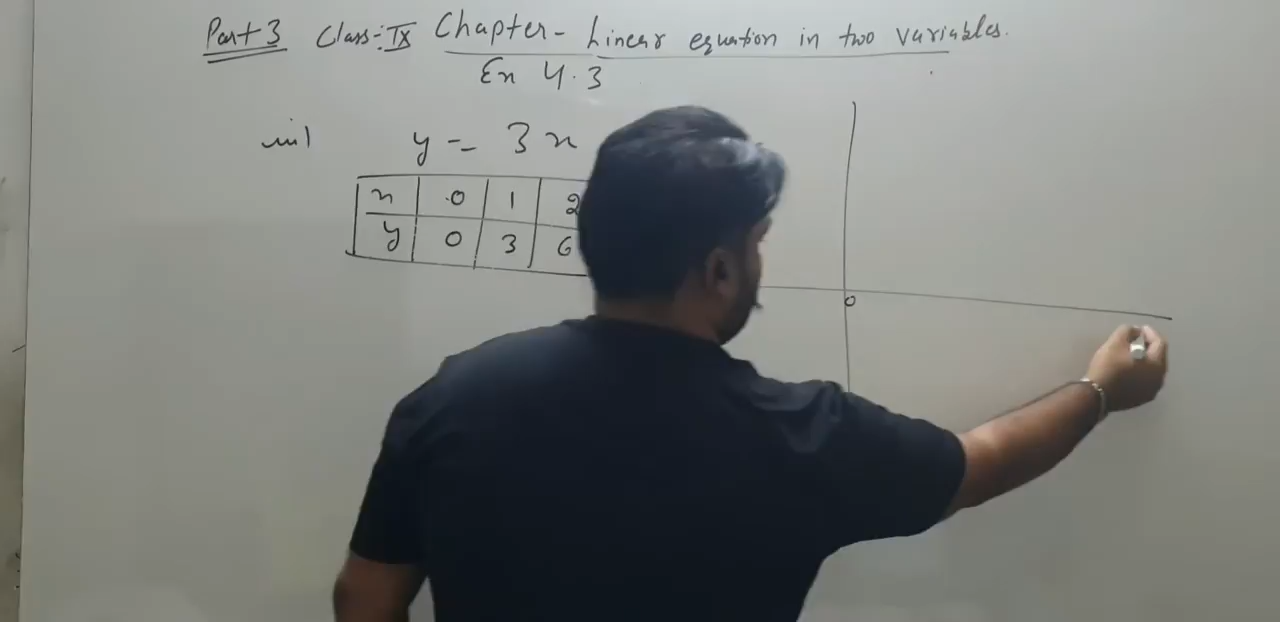 Part 3 Class:- IX Chapter - Linear equation in two variables.
Ex 4.3
iii) y = 3x
x 0 1 2
y 0 3 6
0